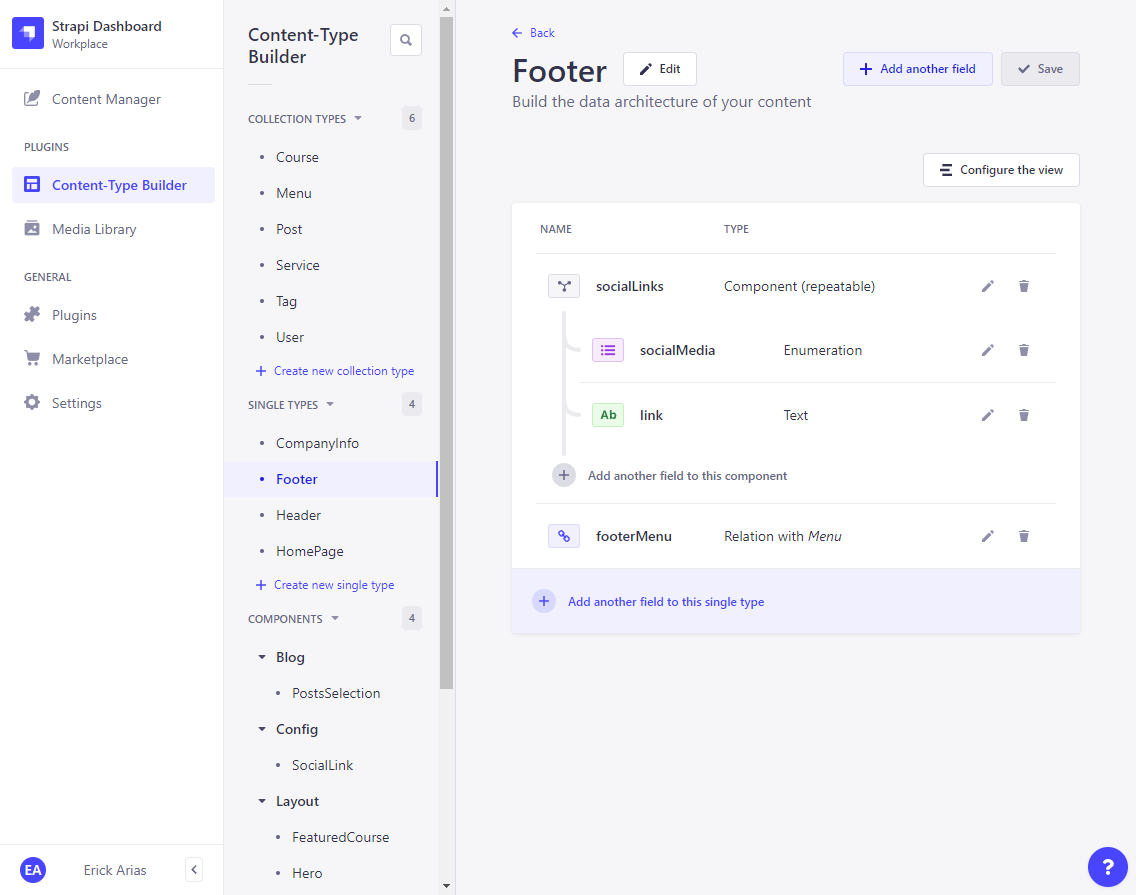 Strapi Dashboard
Workplace
Content Manager
PLUGINS
Content-Type Builder
Media Library
GENERAL
Plugins
Marketplace
Settings
EA Erick Arias
Content-Type
Builder
COLLECTION TYPES 6
Course
Menu
Post
Service
Tag
User
Create new collection type
SINGLE TYPES 4
CompanyInfo
Footer
Header
HomePage
Create new single type
COMPONENTS 4
Blog
PostsSelection
Config
SocialLink
Layout
FeaturedCourse
Hero
Back
Footer Edit Add another field Save
Build the data architecture of your content
Configure the view
NAME TYPE
socialLinks Component (repeatable)
socialMedia Enumeration
Ab link Text
Add another field to this component
footerMenu Relation with Menu
Add another field to this single type
?